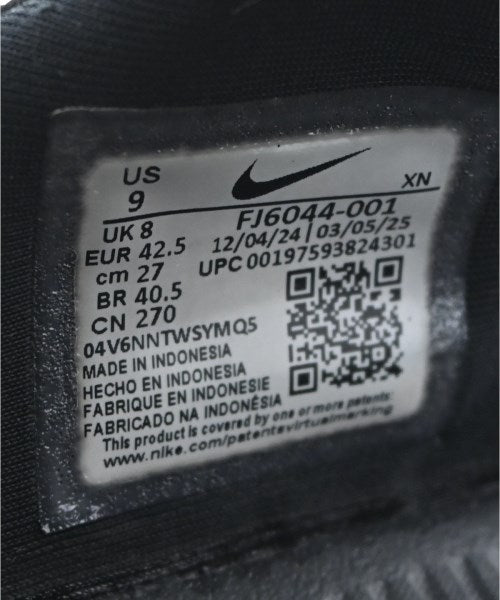 US
9
XN
UK 8
FJ6044-001
EUR 42.5
12/04/24 | 03/05/25
cm 27
UPC 00197593824301
BR 40.5
CN 270
04V6NNTWSYMQ5
MADE IN INDONESIA
HECHO EN INDONESIA
FABRIQUE EN INDONESIE
FABRICADO NA INDONÉSIA
This product is covered by one or more patents:
www.nike.com/patentsvirtualmarking